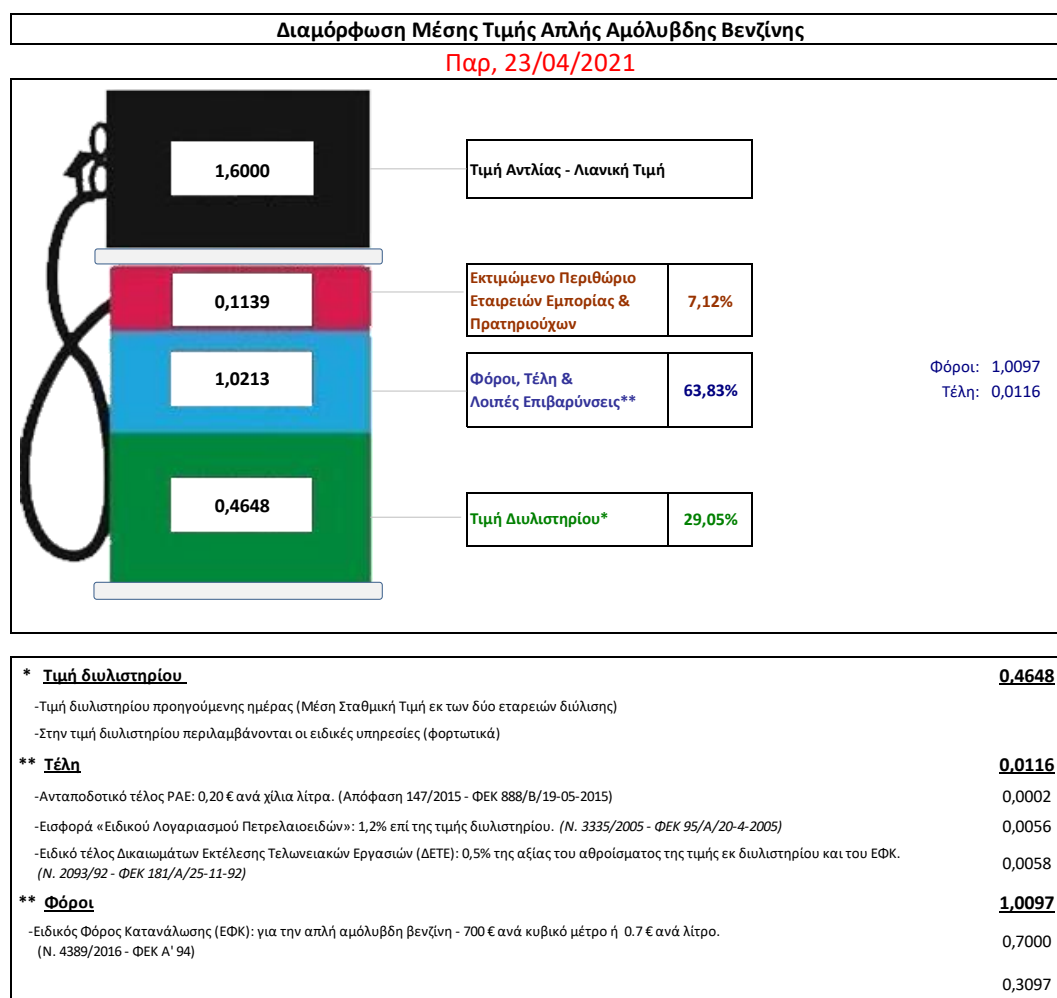 Διαμόρφωση Μέσης Τιμής Απλής Αμόλυβδης Βενζίνης
Παρ, 23/04/2021
1,6000
Τιμή Αντλίας - Λιανική Τιμή
0,1139
Εκτιμώμενο Περιθώριο
Εταιρειών Εμπορίας &
Πρατηριούχων
7,12%
1,0213
Φόροι, Τέλη &
Λοιπές Επιβαρύνσεις**
63,83%
Φόροι: 1,0097
Τέλη: 0,0116
0,4648
Τιμή Διυλιστηρίου*
29,05%
* Τιμή διυλιστηρίου 0,4648
-Τιμή διυλιστηρίου προηγούμενης ημέρας (Μέση Σταθμική Τιμή εκ των δύο εταρειών διύλισης)
-Στην τιμή διυλιστηρίου περιλαμβάνονται οι ειδικές υπηρεσίες (φορτωτικά)
** Τέλη 0,0116
-Ανταποδοτικό τέλος ΡΑΕ: 0,20 € ανά χίλια λίτρα. (Απόφαση 147/2015 - ΦΕΚ 888/Β/19-05-2015) 0,0002
-Εισφορά «Ειδικού Λογαριασμού Πετρελαιοειδών»: 1,2% επί της τιμής διυλιστηρίου. (Ν. 3335/2005 - ΦΕΚ 95/Α/20-4-2005) 0,0056
-Ειδικό τέλος Δικαιωμάτων Εκτέλεσης Τελωνειακών Εργασιών (ΔΕΤΕ): 0,5% της αξίας του αθροίσματος της τιμής εκ διυλιστηρίου και του ΕΦΚ.
(Ν. 2093/92 - ΦΕΚ 181/Α/25-11-92) 0,0058
** Φόροι 1,0097
-Ειδικός Φόρος Κατανάλωσης (ΕΦΚ): για την απλή αμόλυβδη βενζίνη - 700 € ανά κυβικό μέτρο ή 0.7 € ανά λίτρο.
(Ν. 4389/2016 - ΦΕΚ Α' 94) 0,7000
0,3097